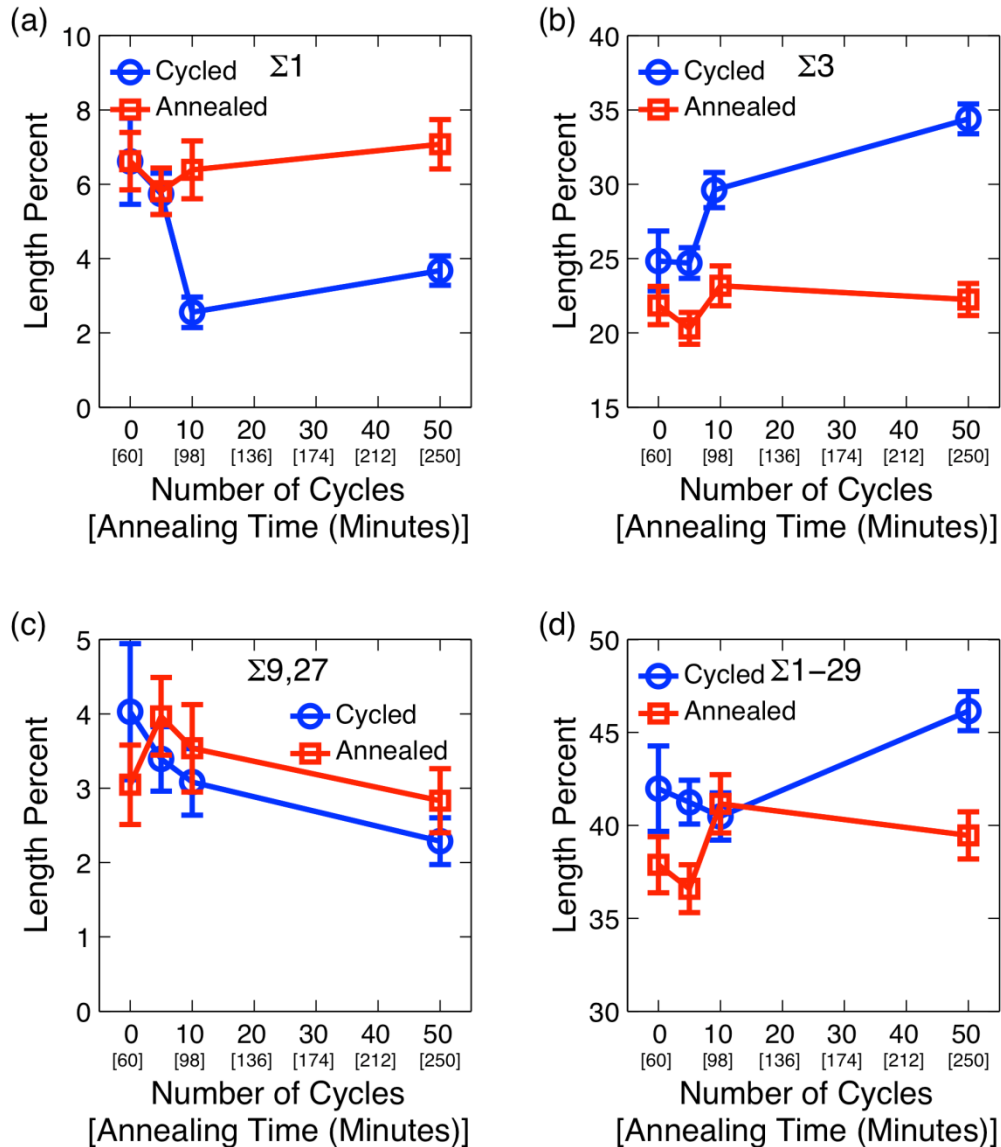 (a)
10
8
6
4
2
0
Length Percent
Σ1
Cycled
Annealed
0 10 20 30 40 50
[60] [98] [136] [174] [212] [250]
Number of Cycles
[Annealing Time (Minutes)]
(b)
40
35
30
25
20
15
Length Percent
Σ3
Cycled
Annealed
0 10 20 30 40 50
[60] [98] [136] [174] [212] [250]
Number of Cycles
[Annealing Time (Minutes)]
(c)
5
4
3
2
1
0
Length Percent
Σ9,27
Cycled
Annealed
0 10 20 30 40 50
[60] [98] [136] [174] [212] [250]
Number of Cycles
[Annealing Time (Minutes)]
(d)
50
45
40
35
30
Length Percent
Σ1−29
Cycled
Annealed
0 10 20 30 40 50
[60] [98] [136] [174] [212] [250]
Number of Cycles
[Annealing Time (Minutes)]